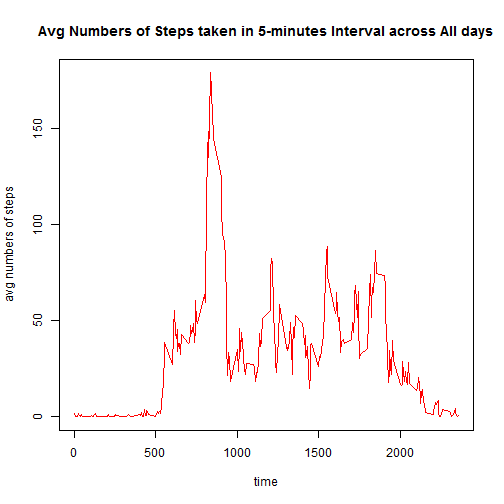 Avg Numbers of Steps taken in 5-minutes Interval across All days
avg numbers of steps
150
100
50
0
0 500 1000 1500 2000
time